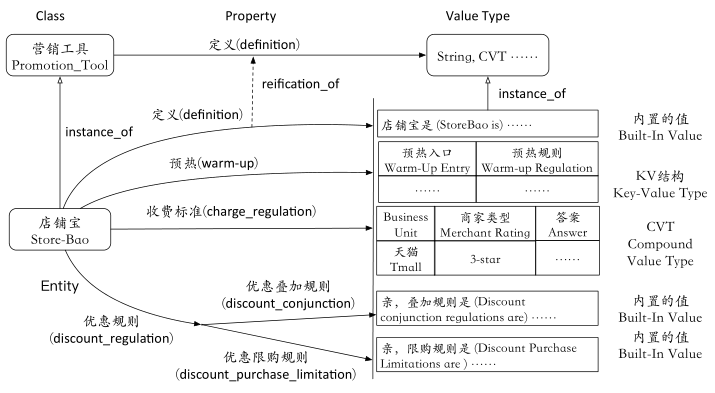 Class
Property
Value Type
营销工具
Promotion_Tool
定义(definition)
String, CVT ……
reification_of
instance_of
instance_of
定义(definition)
店铺宝是 (StoreBao is) ……
内置的值
Built-In Value
预热(warm-up)
预热入口
Warm-Up Entry
预热规则
Warm-up Regulation
……
……
KV结构
Key-Value Type
店铺宝
Store-Bao
收费标准(charge_regulation)
Business
Unit
商家类型
Merchant Rating
答案
Answer
天猫
Tmall
3-star
……
CVT
Compound
Value Type
Entity
优惠规则
(discount_regulation)
优惠叠加规则
(discount_conjunction)
亲，叠加规则是 (Discount
conjunction regulations are) ……
内置的值
Built-In Value
优惠限购规则
(discount_purchase_limitation)
亲，限购规则是 (Discount Purchase
Limitations are ) ……
内置的值
Built-In Value